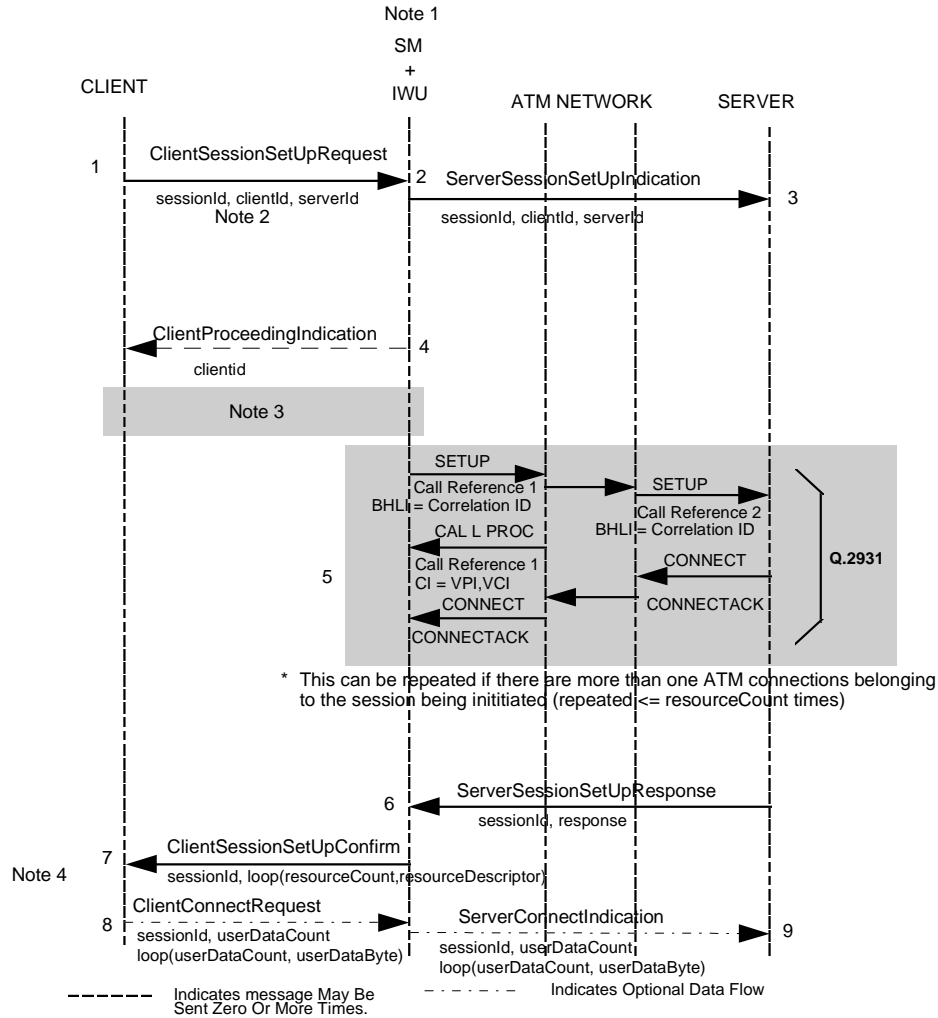 Note 1
SM
+
IWU
CLIENT
ATM NETWORK
SERVER
1
ClientSessionSetUpRequest
2
ServerSessionSetUpIndication
3
sessionId, clientId, serverId
Note 2
sessionId, clientId, serverId
ClientProceedingIndication
4
clientid
Note 3
SETUP
Call Reference 1
BHLI = Correlation ID
SETUP
Call Reference 2
BHLI = Correlation ID
CAL L PROC
Call Reference 1
CI = VPI,VCI
CONNECT
Q.2931
5
CONNECT
CONNECTACK
CONNECTACK
* This can be repeated if there are more than one ATM connections belonging
to the session being inititiated (repeated <= resourceCount times)
ServerSessionSetUpResponse
6
sessionId, response
7
ClientSessionSetUpConfirm
Note 4
sessionId, loop(resourceCount,resourceDescriptor)
ClientConnectRequest
8
ServerConnectIndication
9
sessionId, userDataCount
loop(userDataCount, userDataByte)
sessionId, userDataCount
loop(userDataCount, userDataByte)
Indicates message May Be
Sent Zero Or More Times.
Indicates Optional Data Flow